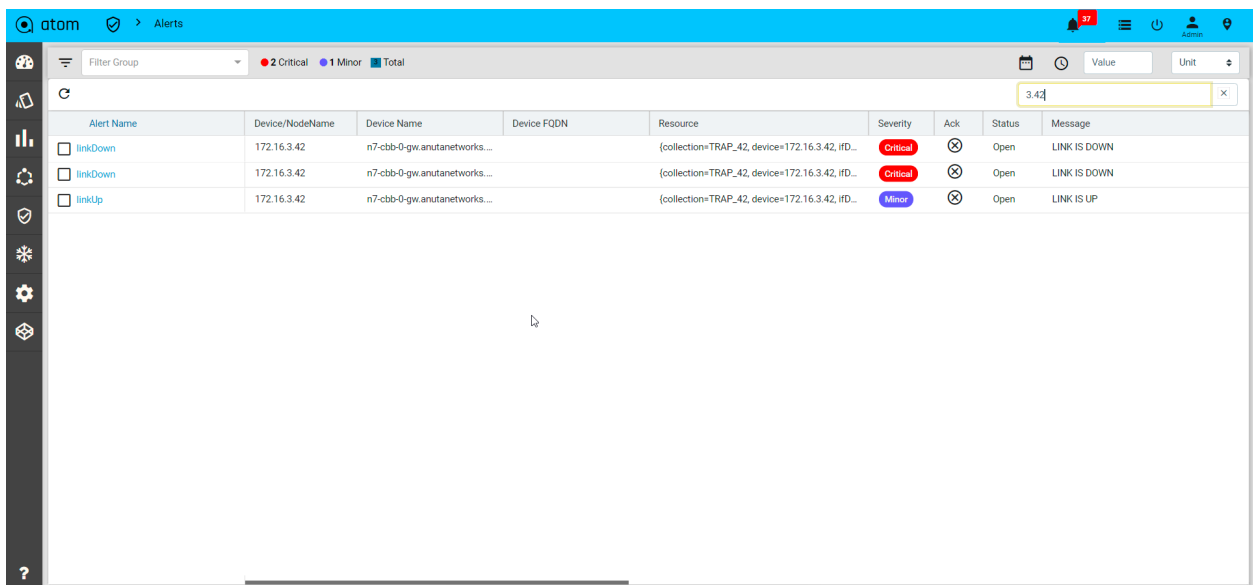 atom > Alerts 37 Admin
Filter Group 2 Critical 1 Minor 3 Total Value Unit
3.42 ×
Alert Name Device/NodeName Device Name Device FQDN Resource Severity Ack Status Message
linkDown 172.16.3.42 n7-cbb-0-gw.anutanetworks.... {collection=TRAP_42, device=172.16.3.42, ifD... Critical Open LINK IS DOWN
linkDown 172.16.3.42 n7-cbb-0-gw.anutanetworks.... {collection=TRAP_42, device=172.16.3.42, ifD... Critical Open LINK IS DOWN
linkUp 172.16.3.42 n7-cbb-0-gw.anutanetworks.... {collection=TRAP_42, device=172.16.3.42, ifD... Minor Open LINK IS UP
?